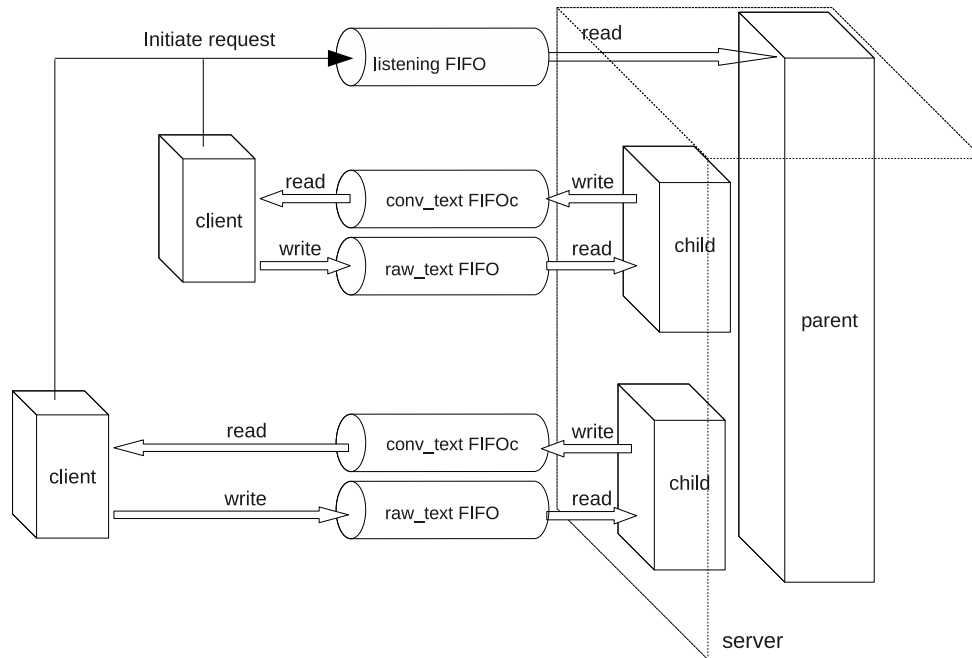 Initiate request
listening FIFO
read
client
read
conv_text FIFOc
write
write
raw_text FIFO
read
child
parent
client
read
conv_text FIFOc
write
write
raw_text FIFO
read
child
server